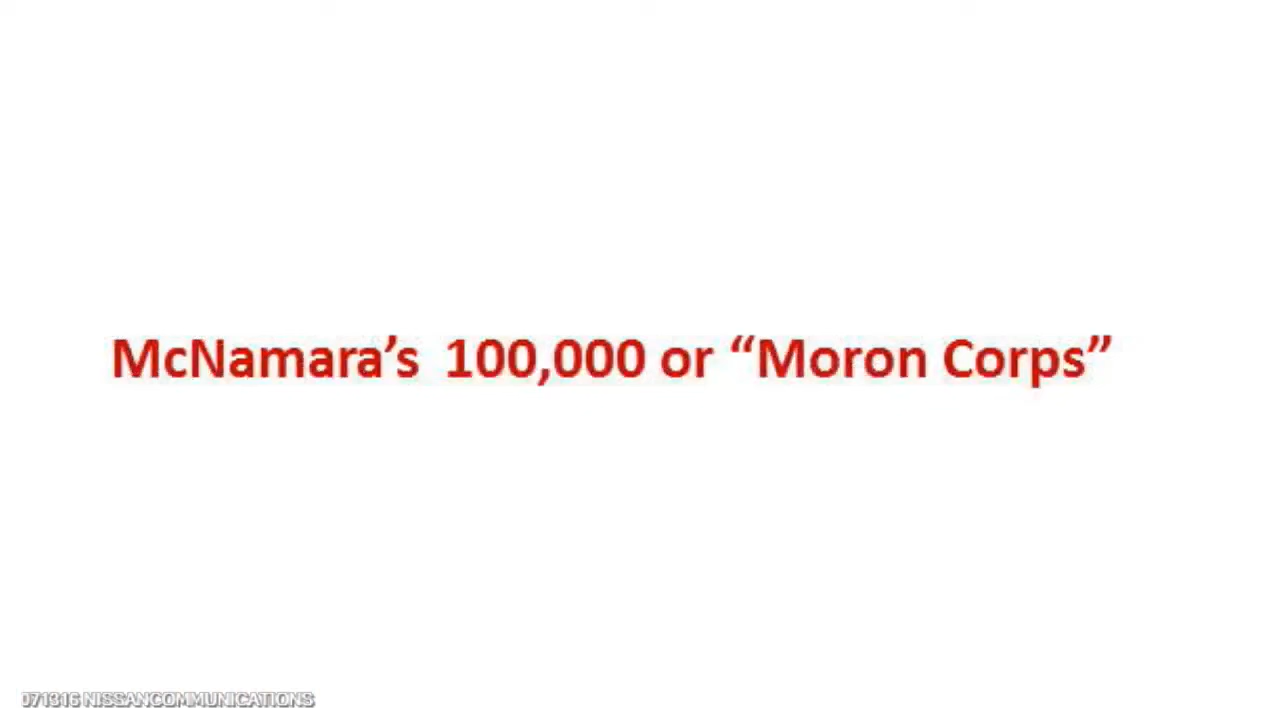 McNamara’s 100,000 or “Moron Corps”
071316 NISSANCOMMUNICATIONS